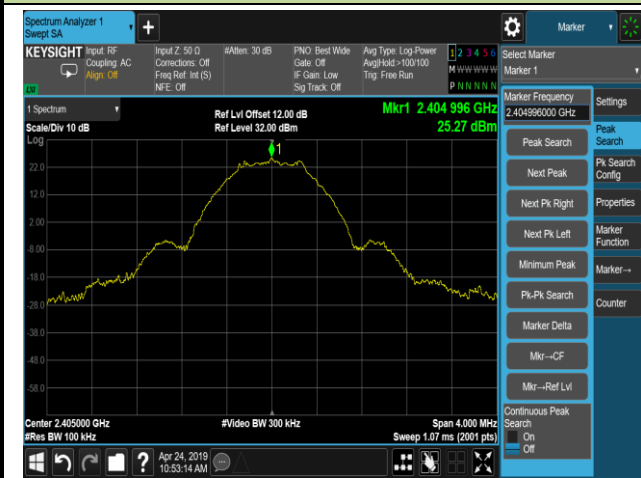 Spectrum Analyzer 1
Swept SA
+
Marker
KEYSIGHT
Input: RF
Coupling: AC
Align: Off
Input Z: 50 Ω
Corrections: Off
Freq Ref: Int (S)
NFE: Off
#Atten: 30 dB
PNO: Best Wide
Gate: Off
IF Gain: Low
Sig Track: Off
Avg Type: Log-Power
Avg|Hold:>100/100
Trig: Free Run
1 2 3 4 5 6
M W W W W W
P N N N N N
LXI
Select Marker
Marker 1
1 Spectrum
Scale/Div 10 dB
Log
Ref Lvl Offset 12.00 dB
Ref Level 32.00 dBm
Mkr1 2.404 996 GHz
25.27 dBm
1
22.0
12.0
2.00
-8.00
-18.0
-28.0
-38.0
-48.0
-58.0
Center 2.405000 GHz
#Res BW 100 kHz
#Video BW 300 kHz
Span 4.000 MHz
Sweep 1.07 ms (2001 pts)
Marker Frequency
2.404996000 GHz
Peak Search
Next Peak
Next Pk Right
Next Pk Left
Minimum Peak
Pk-Pk Search
Marker Delta
Mkr→CF
Mkr→Ref Lvl
Continuous Peak
Search
On
Off
Settings
Peak
Search
Pk Search
Config
Properties
Marker
Function
Marker→
Counter
?
Apr 24, 2019
10:53:14 AM